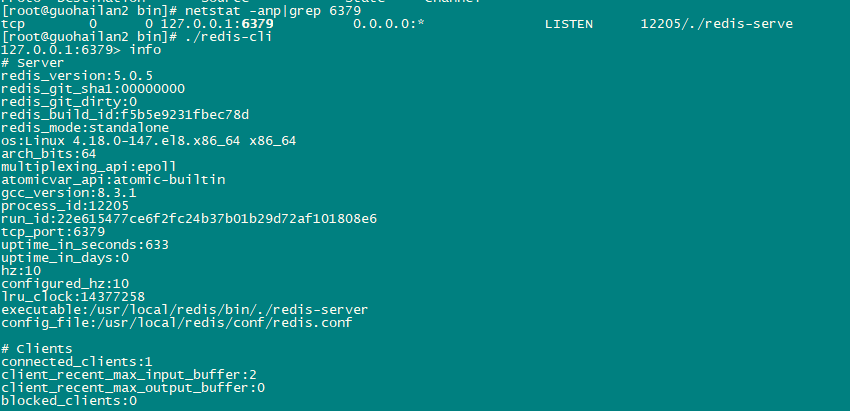 [root@guohailan2 bin]# netstat -anp|grep 6379
tcp 0 0 127.0.0.1:6379 0.0.0.0:* LISTEN 12205/./redis-serve
[root@guohailan2 bin]# ./redis-cli
127.0.0.1:6379> info
# Server
redis_version:5.0.5
redis_git_sha1:00000000
redis_git_dirty:0
redis_build_id:f5b5e9231fbec78d
redis_mode:standalone
os:Linux 4.18.0-147.el8.x86_64 x86_64
arch_bits:64
multiplexing_api:epoll
atomicvar_api:atomic-builtin
gcc_version:8.3.1
process_id:12205
run_id:22e615477ce6f2fc24b37b01b29d72af101808e6
tcp_port:6379
uptime_in_seconds:633
uptime_in_days:0
hz:10
configured_hz:10
lru_clock:14377258
executable:/usr/local/redis/bin/./redis-server
config_file:/usr/local/redis/conf/redis.conf
# Clients
connected_clients:1
client_recent_max_input_buffer:2
client_recent_max_output_buffer:0
blocked_clients:0